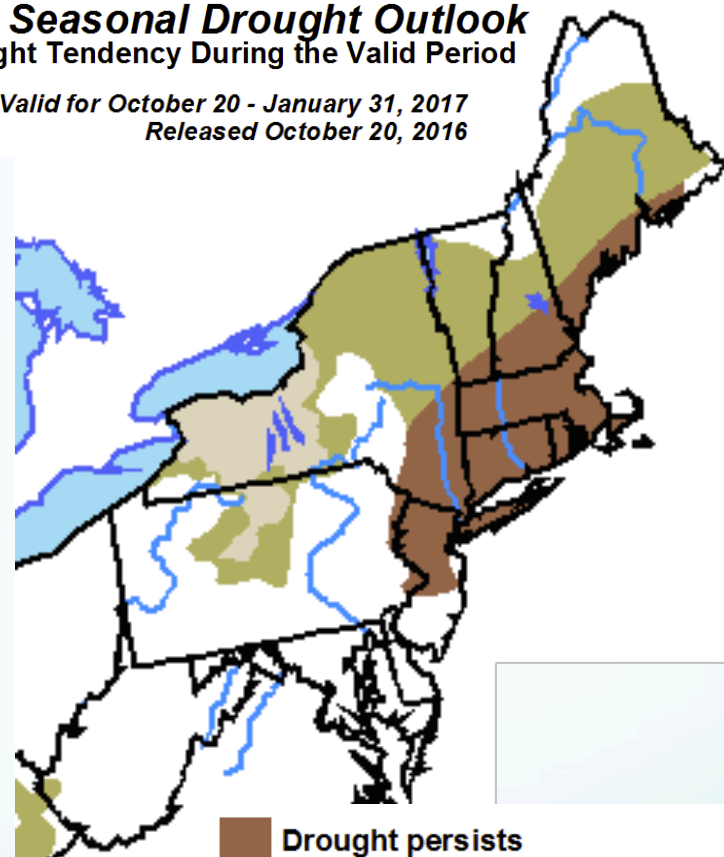 Seasonal Drought Outlook
ght Tendency During the Valid Period
Valid for October 20 - January 31, 2017
Released October 20, 2016
Drought persists